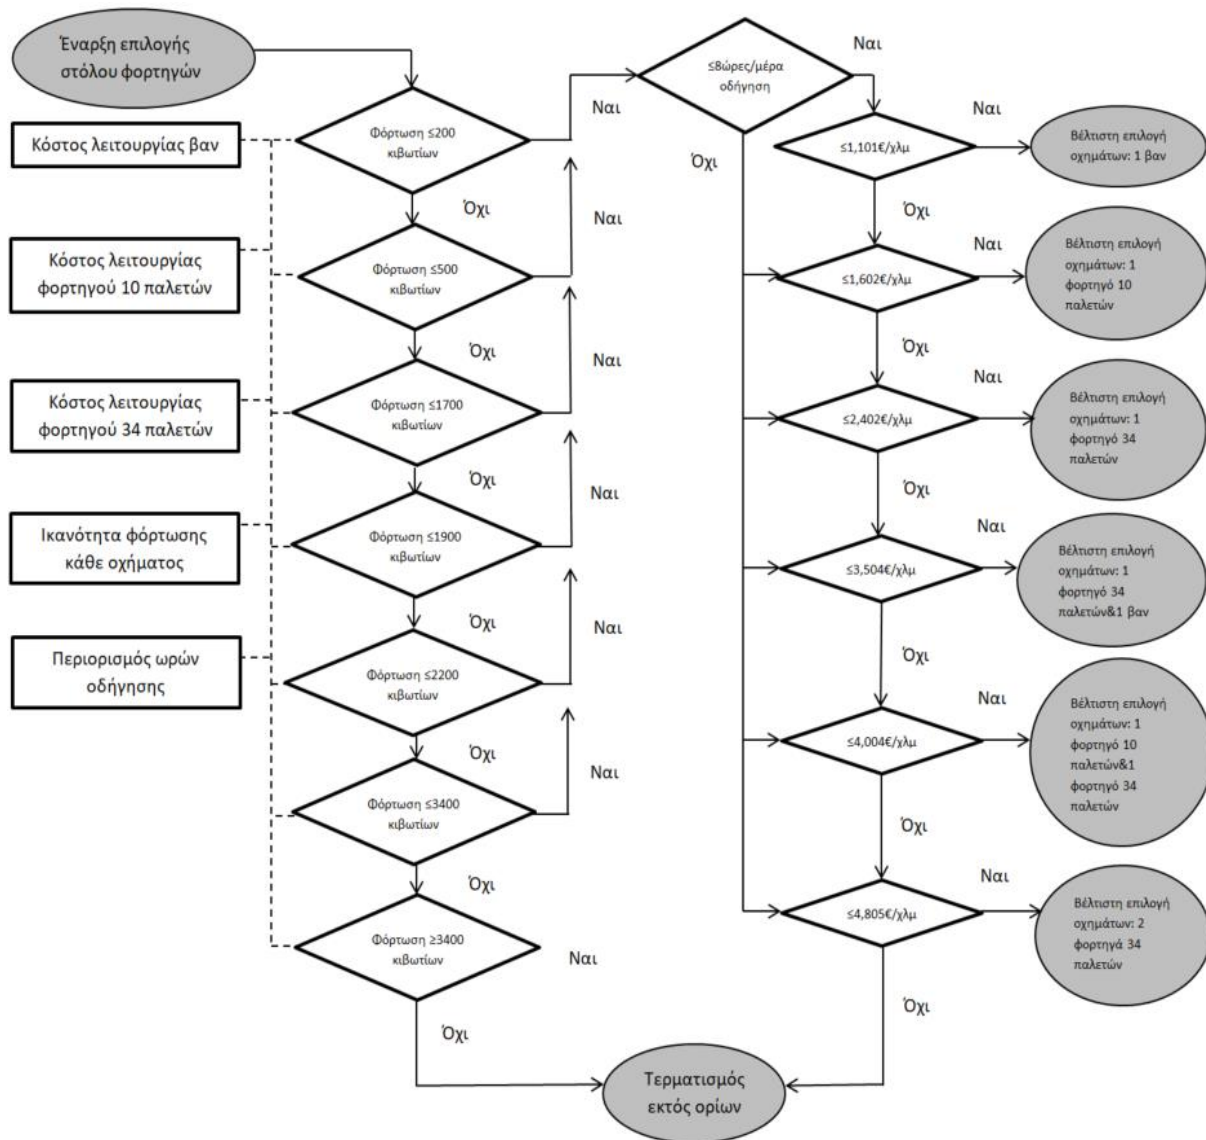 Έναρξη επιλογής
στόλου φορτηγών
Κόστος λειτουργίας βαν
Κόστος λειτουργίας
φορτηγού 10 παλετών
Κόστος λειτουργίας
φορτηγού 34 παλετών
Ικανότητα φόρτωσης
κάθε οχήματος
Περιορισμός ωρών
οδήγησης
Φόρτωση ≤200
κιβωτίων
Ναι
Όχι
Φόρτωση ≤500
κιβωτίων
Ναι
Όχι
Φόρτωση ≤1700
κιβωτίων
Ναι
Όχι
Φόρτωση ≤1900
κιβωτίων
Ναι
Όχι
Φόρτωση ≤2200
κιβωτίων
Ναι
Όχι
Φόρτωση ≤3400
κιβωτίων
Ναι
Όχι
Φόρτωση ≥3400
κιβωτίων
Ναι
Όχι
≤8ώρες/μέρα
οδήγηση
Ναι
Όχι
≤1,101€/χλμ
Ναι
Όχι
Βέλτιστη επιλογή
οχημάτων: 1 βαν
≤1,602€/χλμ
Ναι
Όχι
Βέλτιστη επιλογή
οχημάτων: 1
φορτηγό 10
παλετών
≤2,402€/χλμ
Ναι
Όχι
Βέλτιστη επιλογή
οχημάτων: 1
φορτηγό 34
παλετών
≤3,504€/χλμ
Ναι
Όχι
Βέλτιστη επιλογή
οχημάτων: 1
φορτηγό 34
παλετών&1 βαν
≤4,004€/χλμ
Ναι
Όχι
Βέλτιστη επιλογή
οχημάτων: 1
φορτηγό 10
παλετών&1
φορτηγό 34
παλετών
≤4,805€/χλμ
Ναι
Όχι
Βέλτιστη επιλογή
οχημάτων: 2
φορτηγά 34
παλετών
Τερματισμός
εκτός ορίων